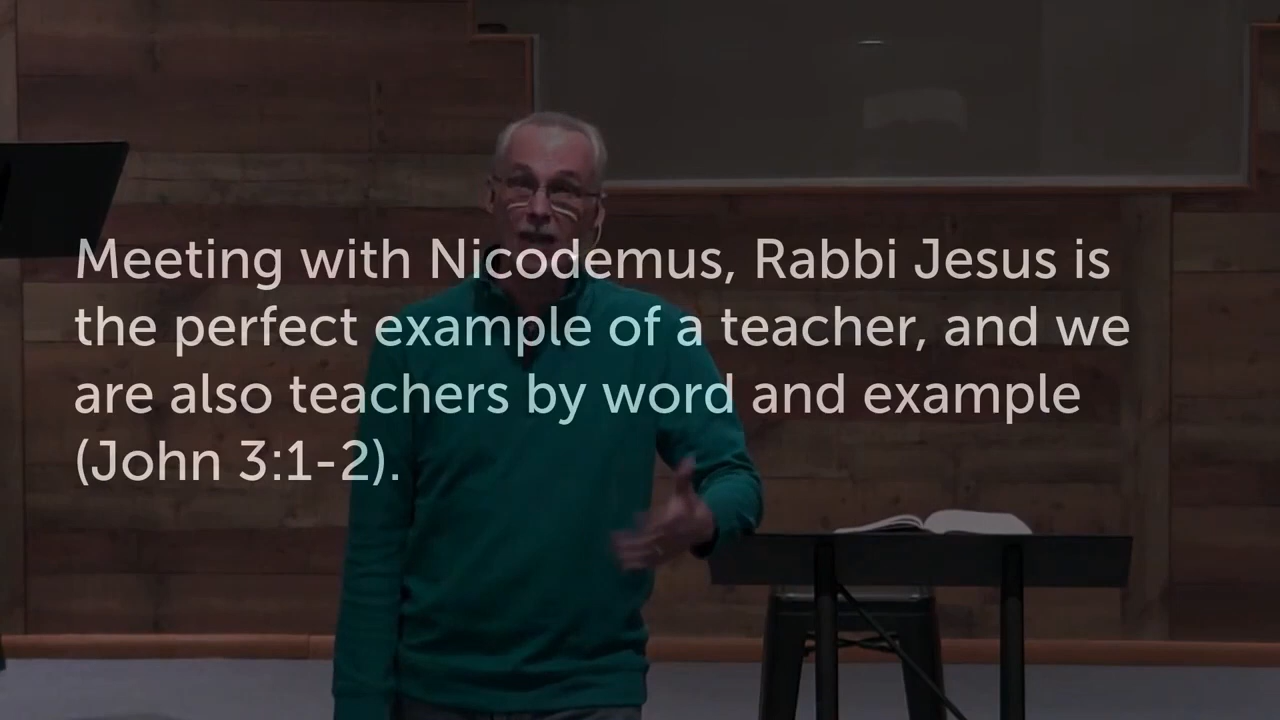 Meeting with Nicodemus, Rabbi Jesus is
the perfect example of a teacher, and we
are also teachers by word and example
(John 3:1-2).